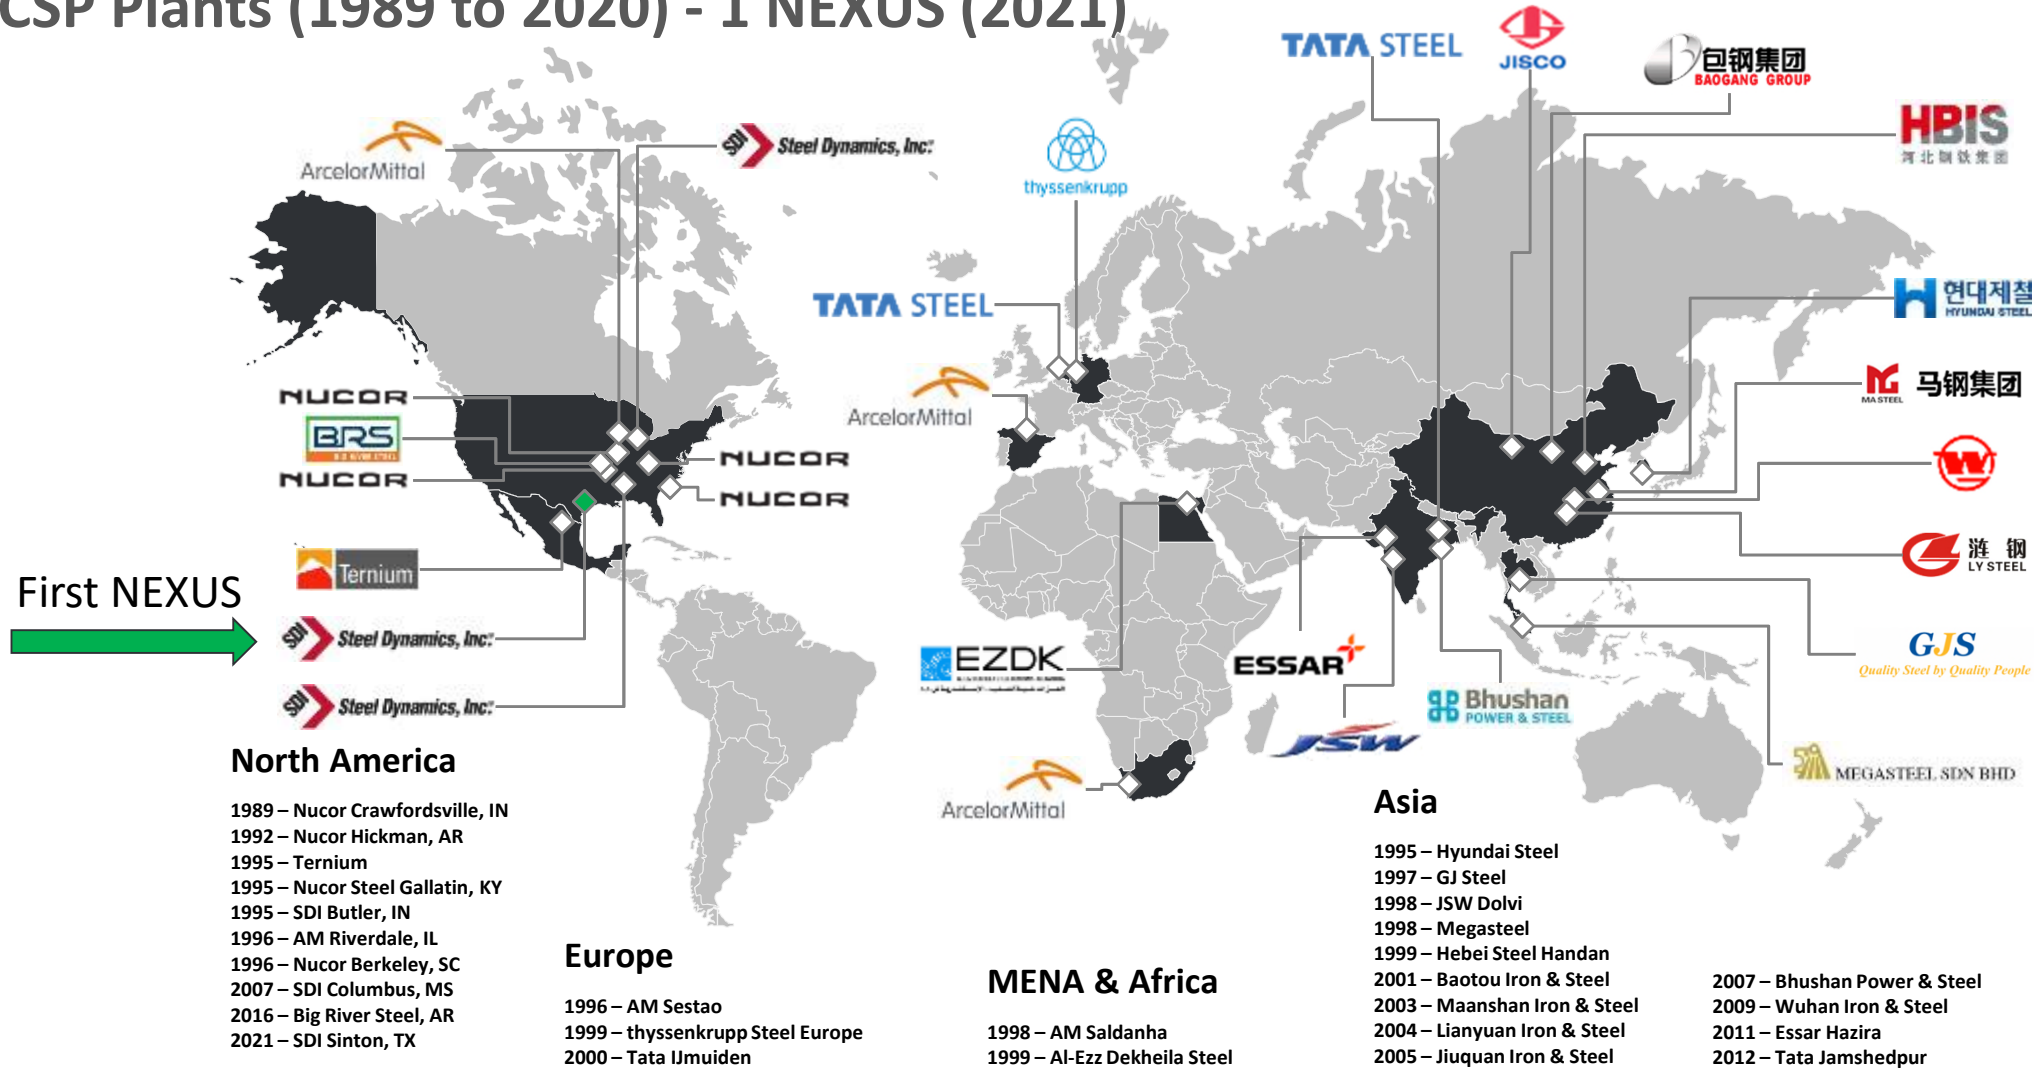 CSP Plants (1989 to 2020) - 1 NEXUS (2021)
TATA STEEL
JISCO
包钢集团
BAOGANG GROUP
HBIS
河北钢铁集团
ArcelorMittal
SDI Steel Dynamics, Inc.
thyssenkrupp
TATA STEEL
현대제철
HYUNDAI STEEL
ArcelorMittal
MA STEEL
马钢集团
NUCOR
BRS
BIG RIVER STEEL
NUCOR
NUCOR
NUCOR
W
涟 钢
LY STEEL
Ternium
First NEXUS
SDI Steel Dynamics, Inc.
SDI Steel Dynamics, Inc.
EZDK
ESSAR
GJS
Quality Steel by Quality People
Bhushan
POWER & STEEL
JSW
MEGASTEEL SDN BHD
ArcelorMittal
North America
1989 – Nucor Crawfordsville, IN
1992 – Nucor Hickman, AR
1995 – Ternium
1995 – Nucor Steel Gallatin, KY
1995 – SDI Butler, IN
1996 – AM Riverdale, IL
1996 – Nucor Berkeley, SC
2007 – SDI Columbus, MS
2016 – Big River Steel, AR
2021 – SDI Sinton, TX
Europe
1996 – AM Sestao
1999 – thyssenkrupp Steel Europe
2000 – Tata IJmuiden
MENA & Africa
1998 – AM Saldanha
1999 – Al-Ezz Dekheila Steel
Asia
1995 – Hyundai Steel
1997 – GJ Steel
1998 – JSW Dolvi
1998 – Megasteel
1999 – Hebei Steel Handan
2001 – Baotou Iron & Steel
2003 – Maanshan Iron & Steel
2004 – Lianyuan Iron & Steel
2005 – Jiuquan Iron & Steel
2007 – Bhushan Power & Steel
2009 – Wuhan Iron & Steel
2011 – Essar Hazira
2012 – Tata Jamshedpur